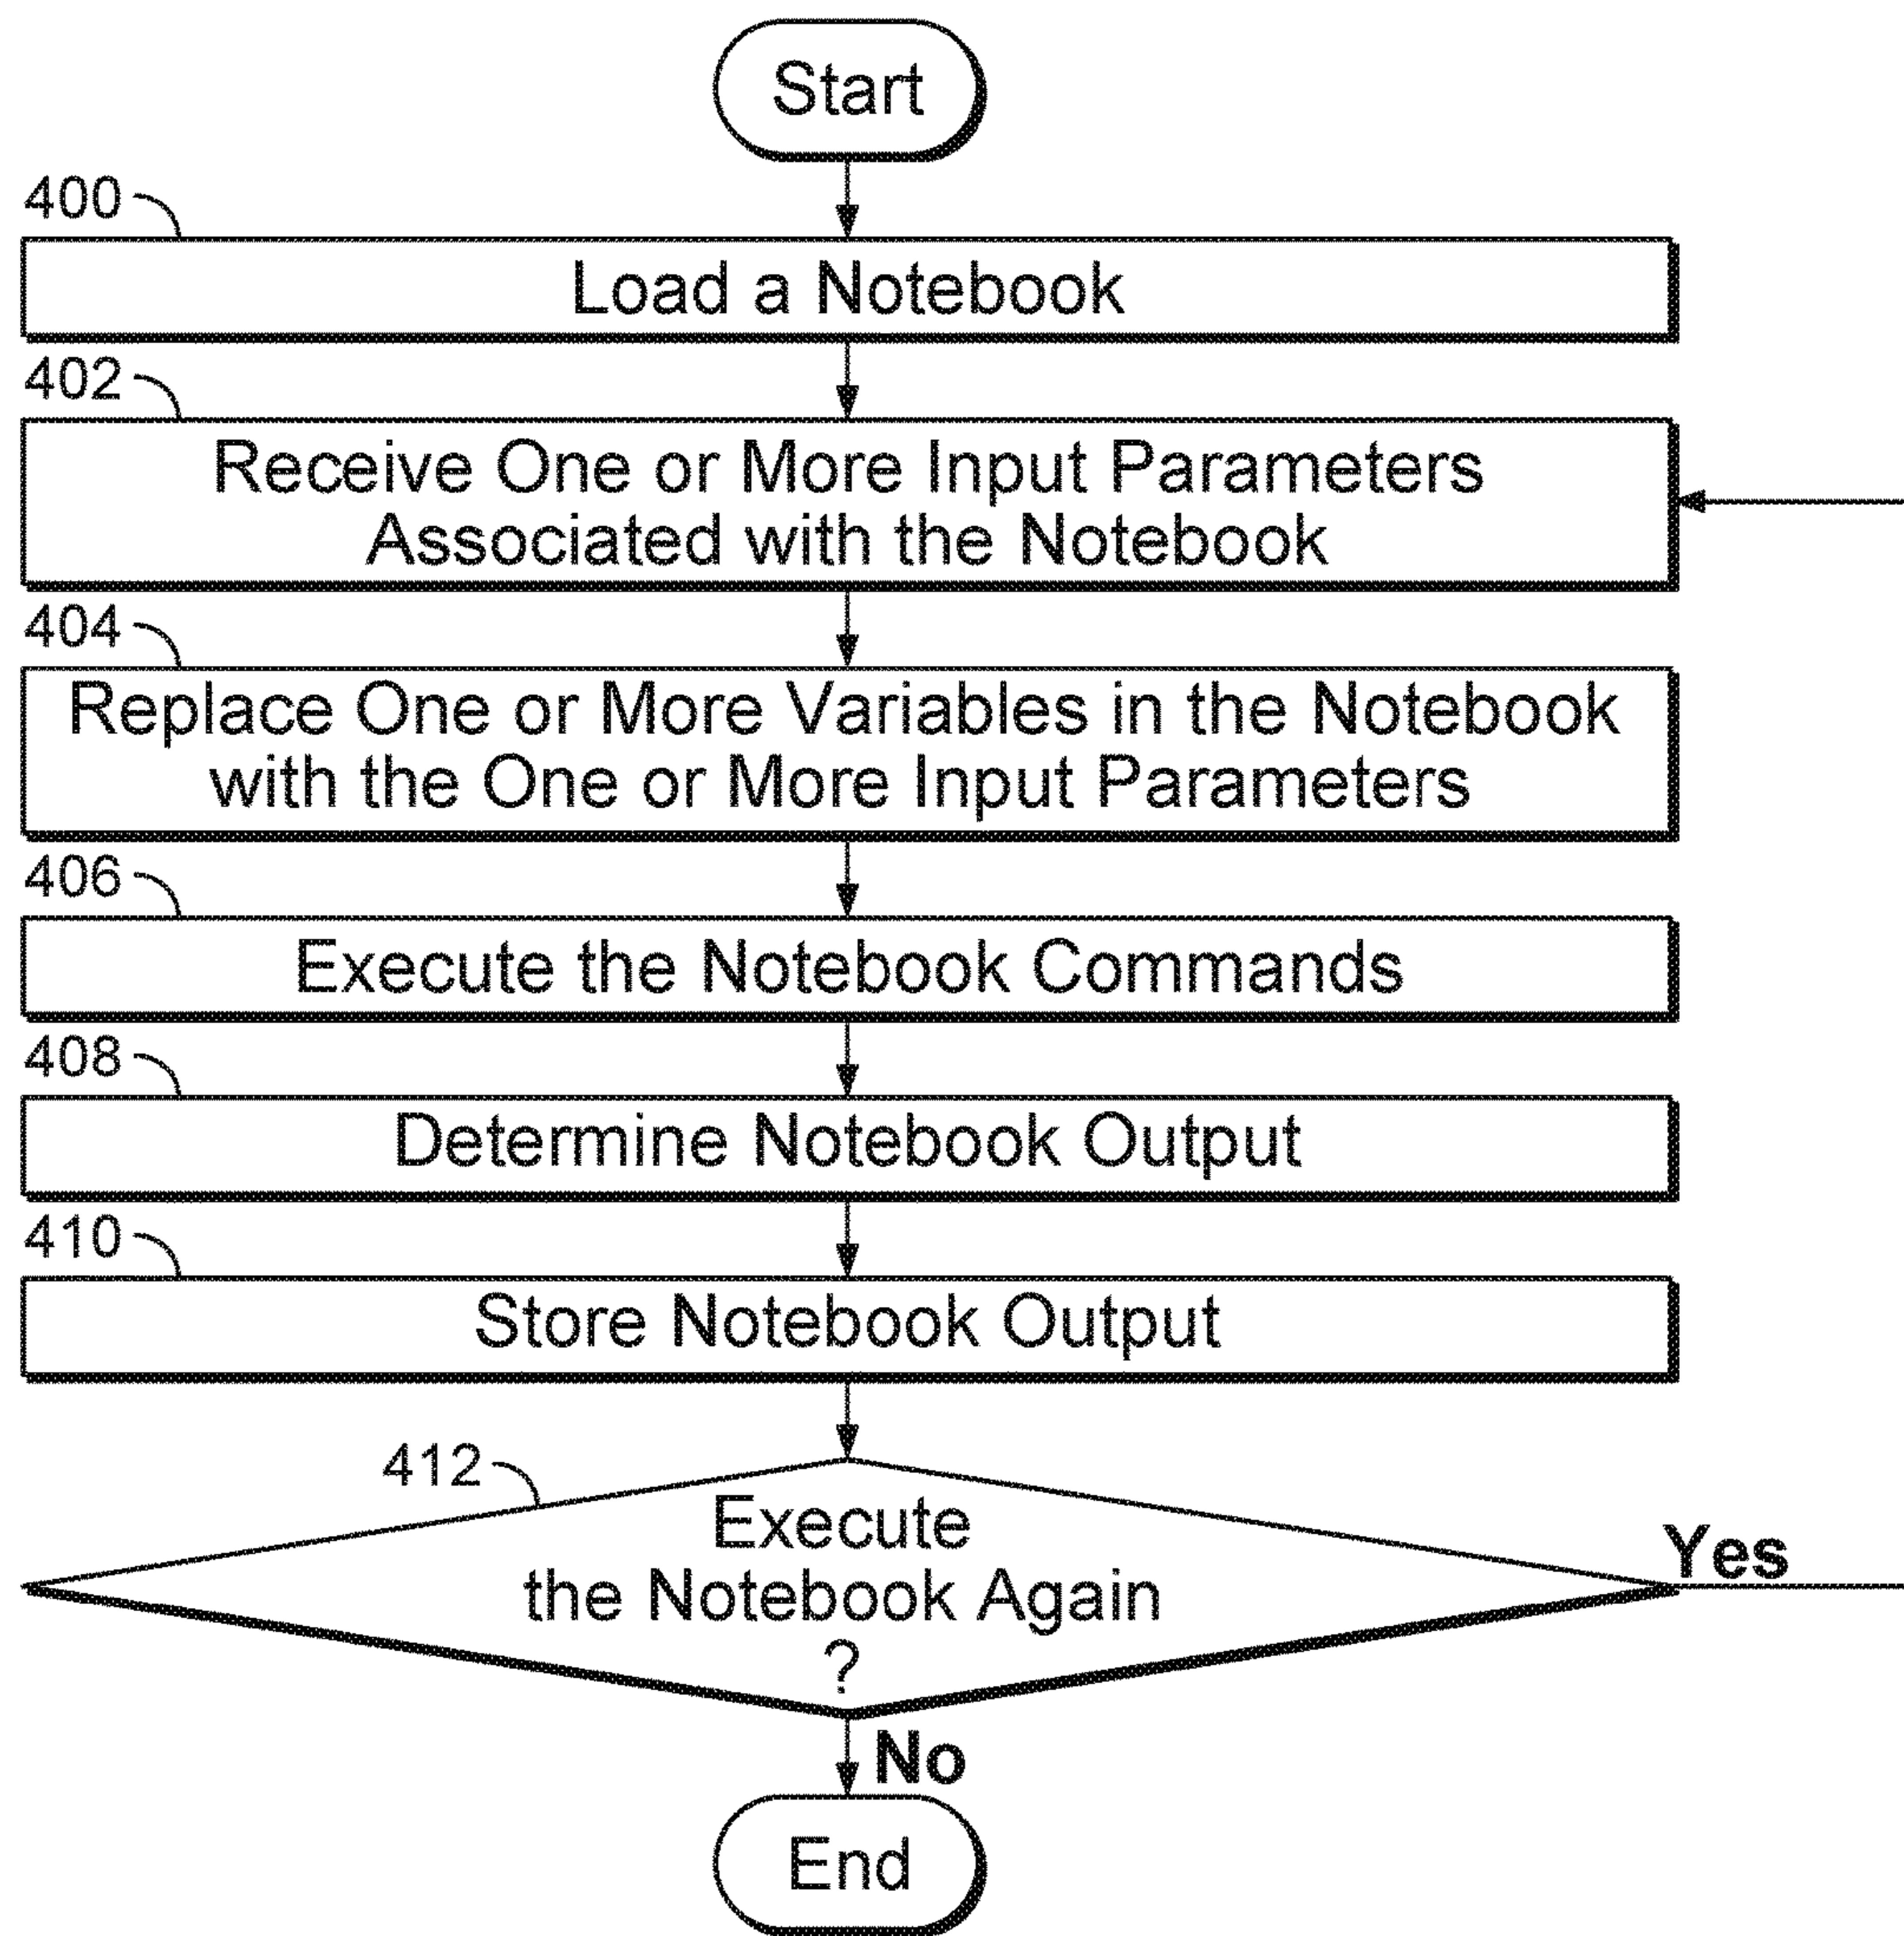 Start
400
Load a Notebook
402
Receive One or More Input Parameters
Associated with the Notebook
404
Replace One or More Variables in the Notebook
with the One or More Input Parameters
406
Execute the Notebook Commands
408
Determine Notebook Output
410
Store Notebook Output
412
Execute
the Notebook Again
?
Yes
No
End